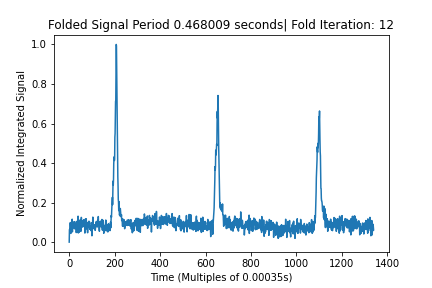 Folded Signal Period 0.468009 seconds| Fold Iteration: 12
Normalized Integrated Signal
1.0
0.8
0.6
0.4
0.2
0.0
0 200 400 600 800 1000 1200 1400
Time (Multiples of 0.00035s)